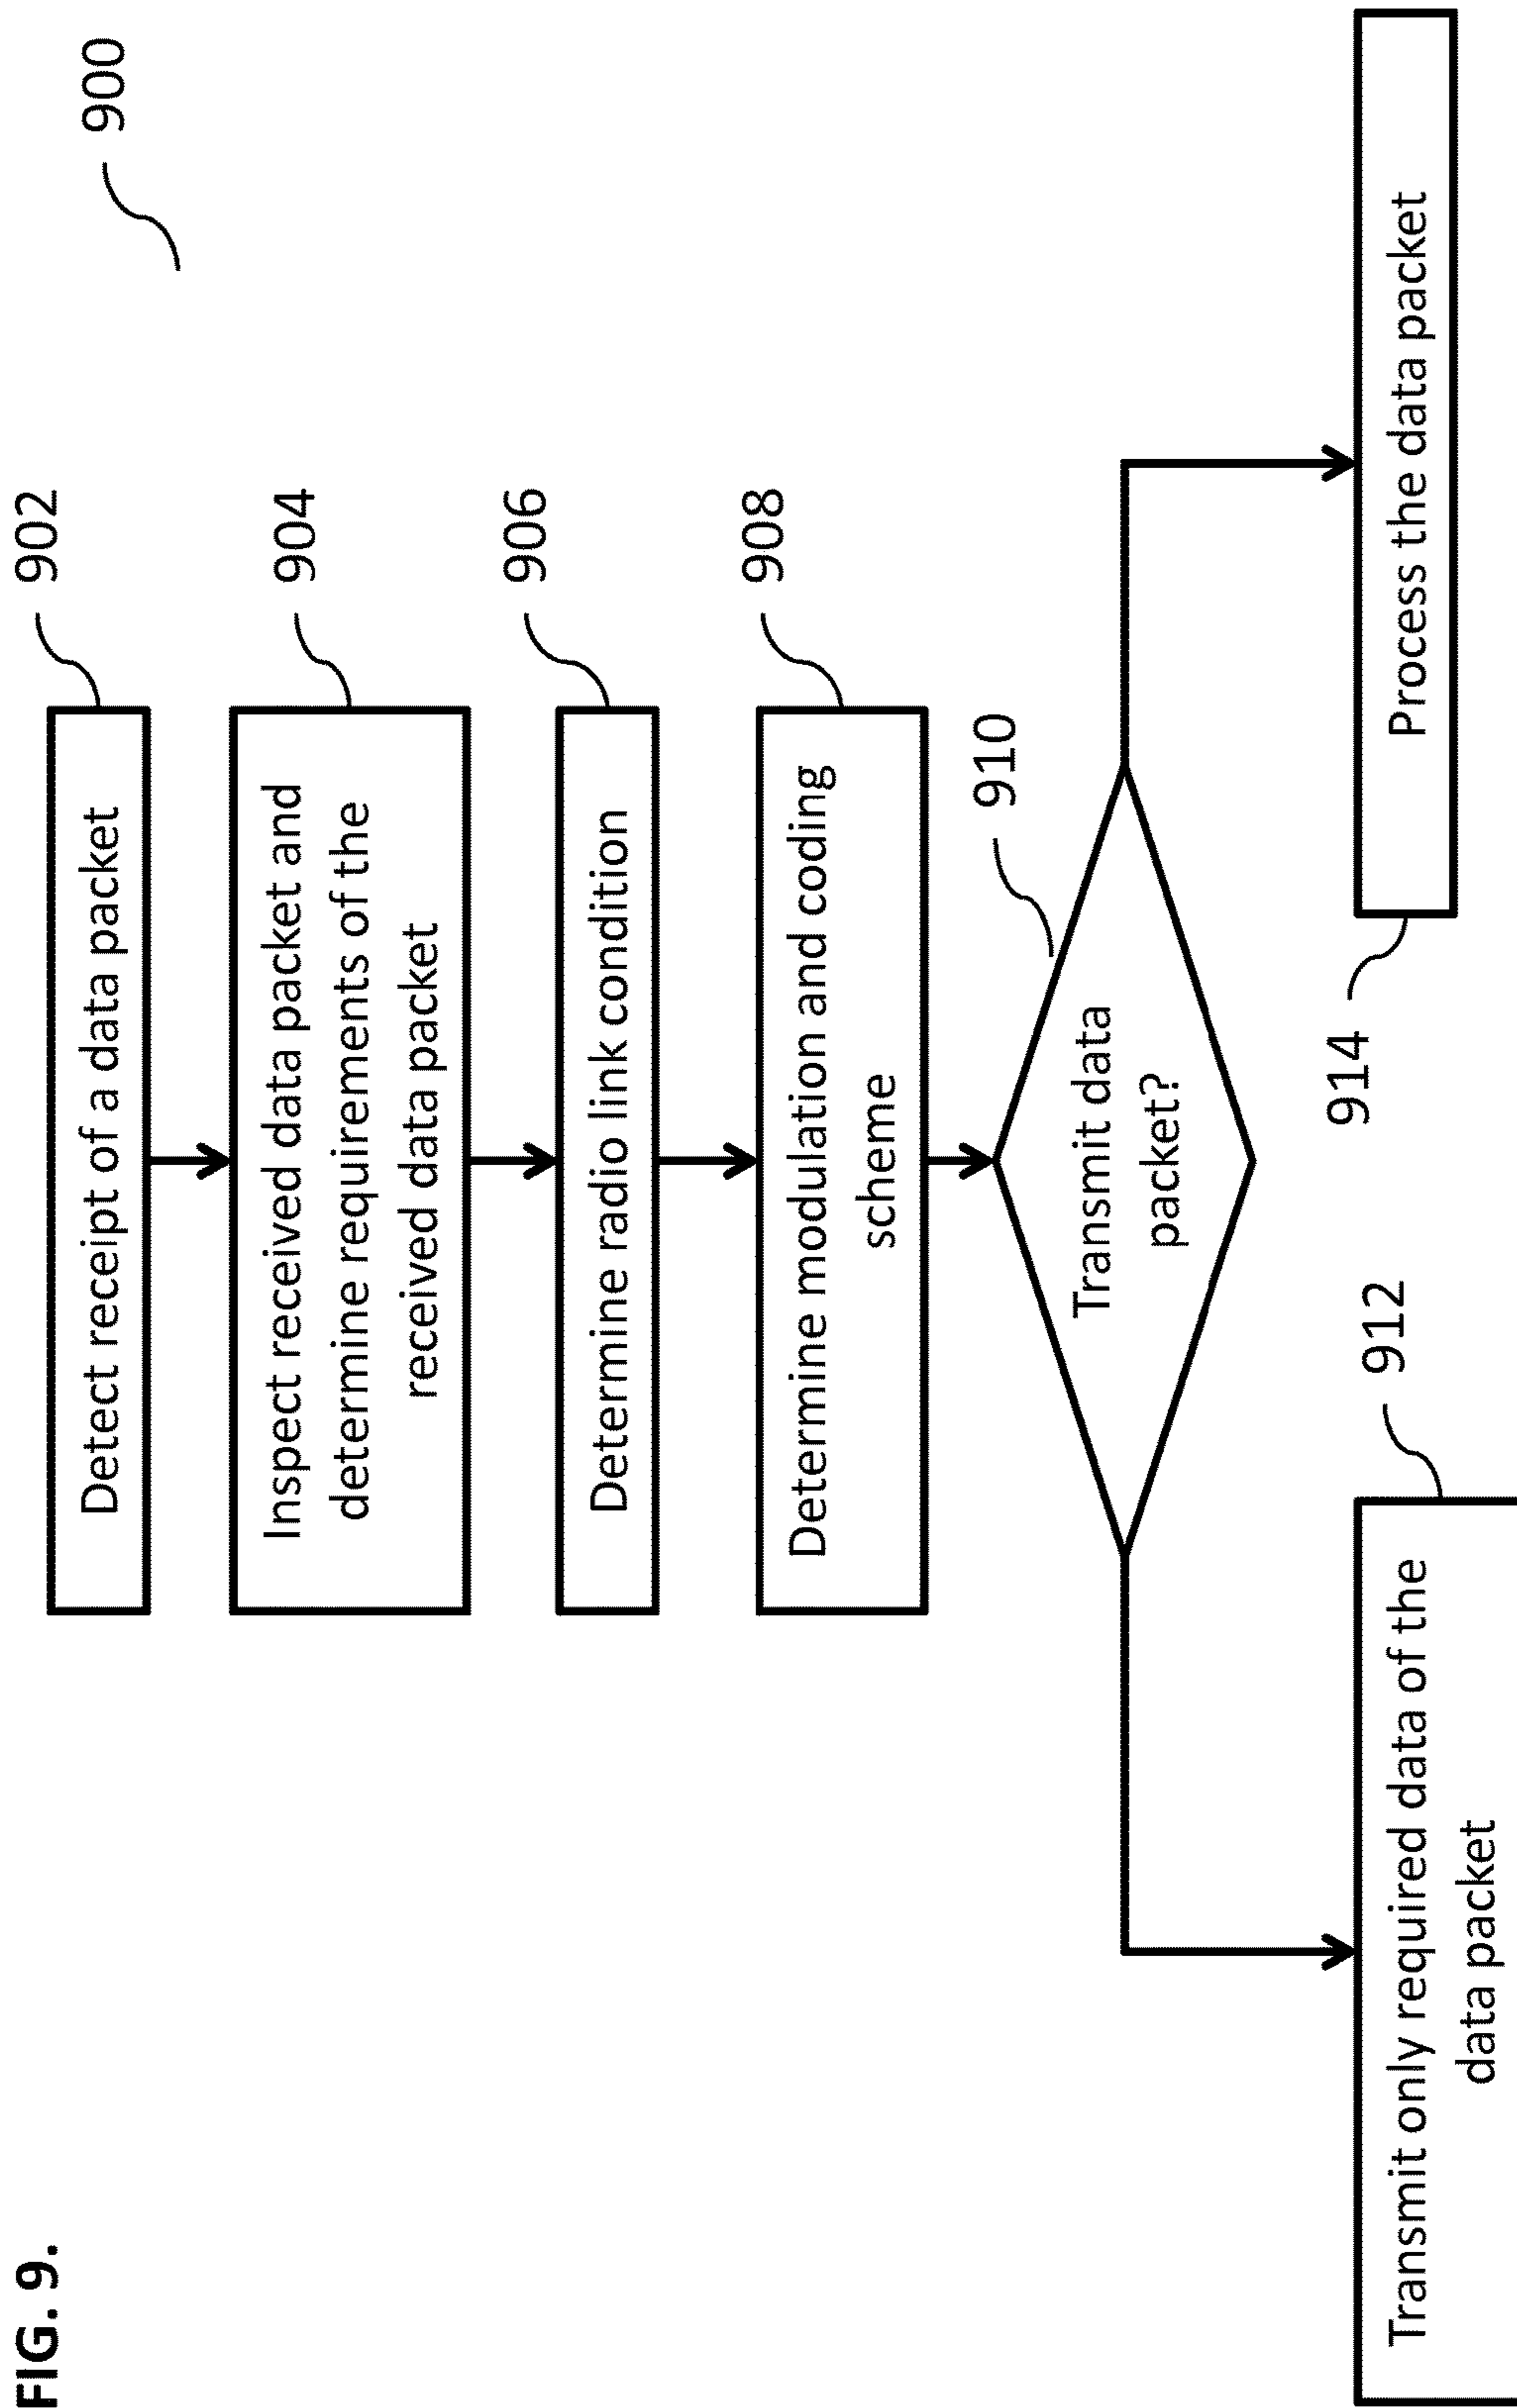 FIG. 9.
900
902
Detect receipt of a data packet
904
Inspect received data packet and
determine requirements of the
received data packet
906
Determine radio link condition
908
Determine modulation and coding
scheme
910
Transmit data
packet?
912
Transmit only required data of the
data packet
914
Process the data packet